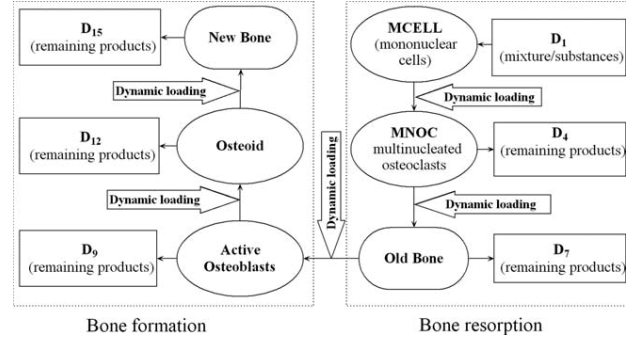 D15
(remaining products)
New Bone
Dynamic loading
D12
(remaining products)
Osteoid
Dynamic loading
D9
(remaining products)
Active
Osteoblasts
Dynamic loading
MCELL
(mononuclear
cells)
D1
(mixture/substances)
Dynamic loading
MNOC
multinucleated
osteoclasts
D4
(remaining products)
Dynamic loading
Old Bone
D7
(remaining products)
Bone formation
Bone resorption